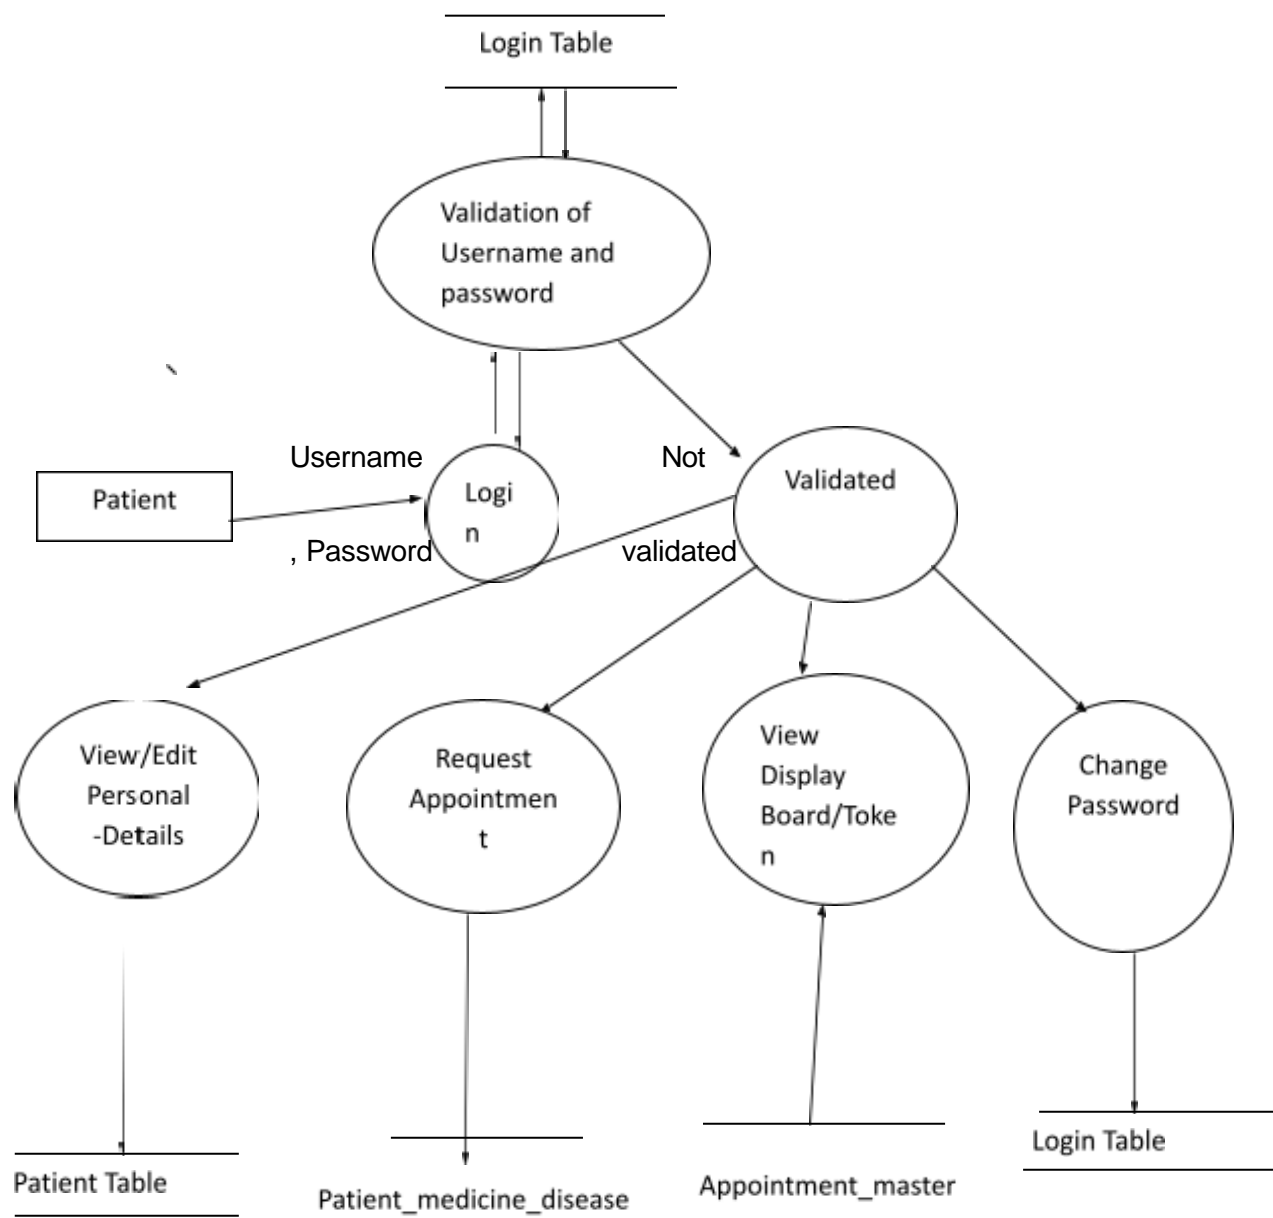 Login Table
Validation of
Username and
password
Username
, Password
Patient
Logi
n
Not
validated
Validated
View/Edit
Personal
-Details
Request
Appointmen
t
View
Display
Board/Toke
n
Change
Password
Patient Table
Patient_medicine_disease
Appointment_master
Login Table